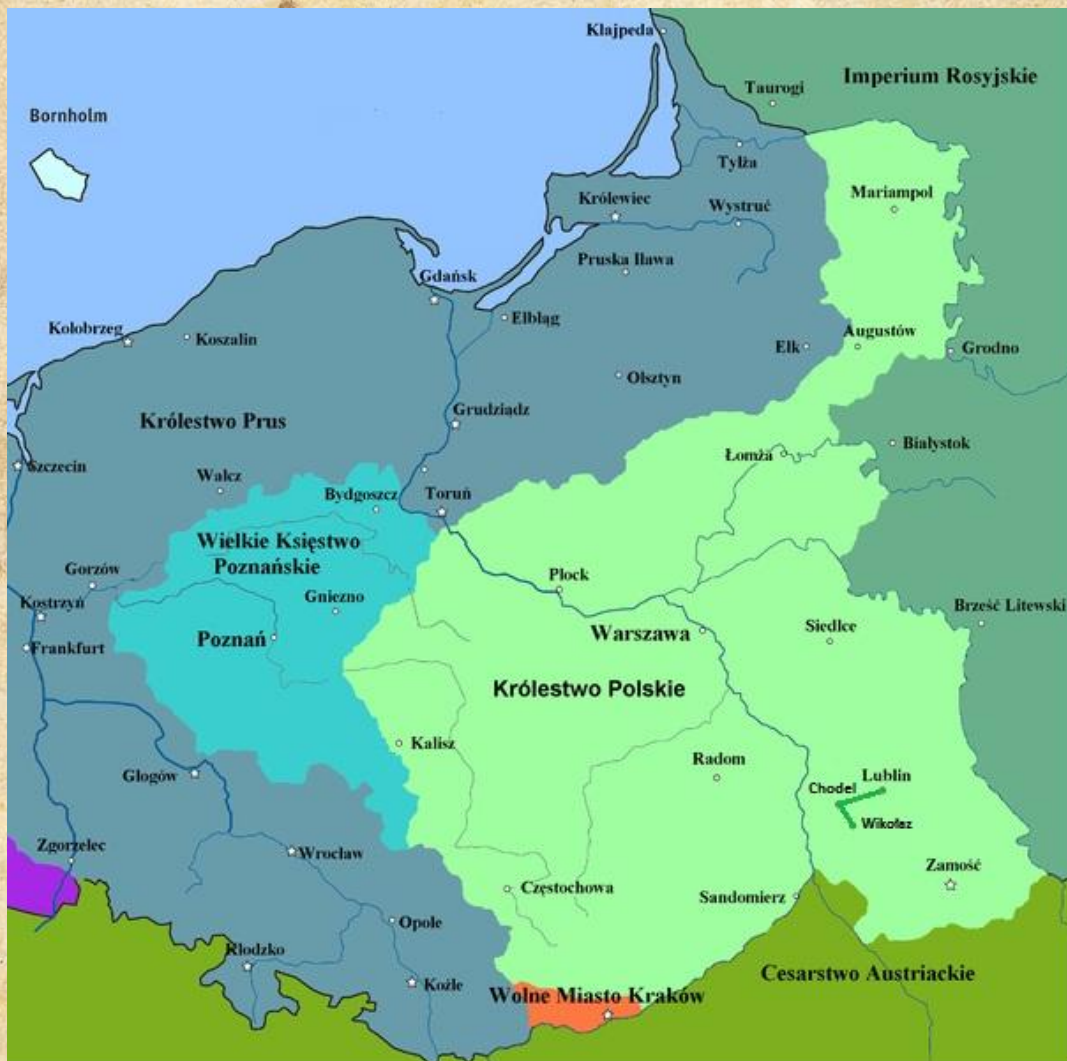 Kłajpeda
Imperium Rosyjskie
Taurogi
Bornholm
Tylża
Mariampol
Królewiec
Wystruć
Pruska Iława
Gdańsk
Elbląg
Kołobrzeg
Koszalin
Ełk
Augustów
Grodno
Olsztyn
Grudziądz
Królestwo Prus
Białystok
Łomża
Szczecin
Wałcz
Bydgoszcz
Toruń
Wielkie Księstwo
Poznańskie
Gorzów
Płock
Gniezno
Kostrzyń
Brześć Litewski
Poznań
Warszawa
Siedlce
Frankfurt
Królestwo Polskie
Kalisz
Głogów
Radom
Lublin
Chodel
Wikołaz
Zgorzelec
Wrocław
Zamość
Częstochowa
Sandomierz
Opole
Kłodzko
Cesarstwo Austriackie
Koźle
Wolne Miasto Kraków